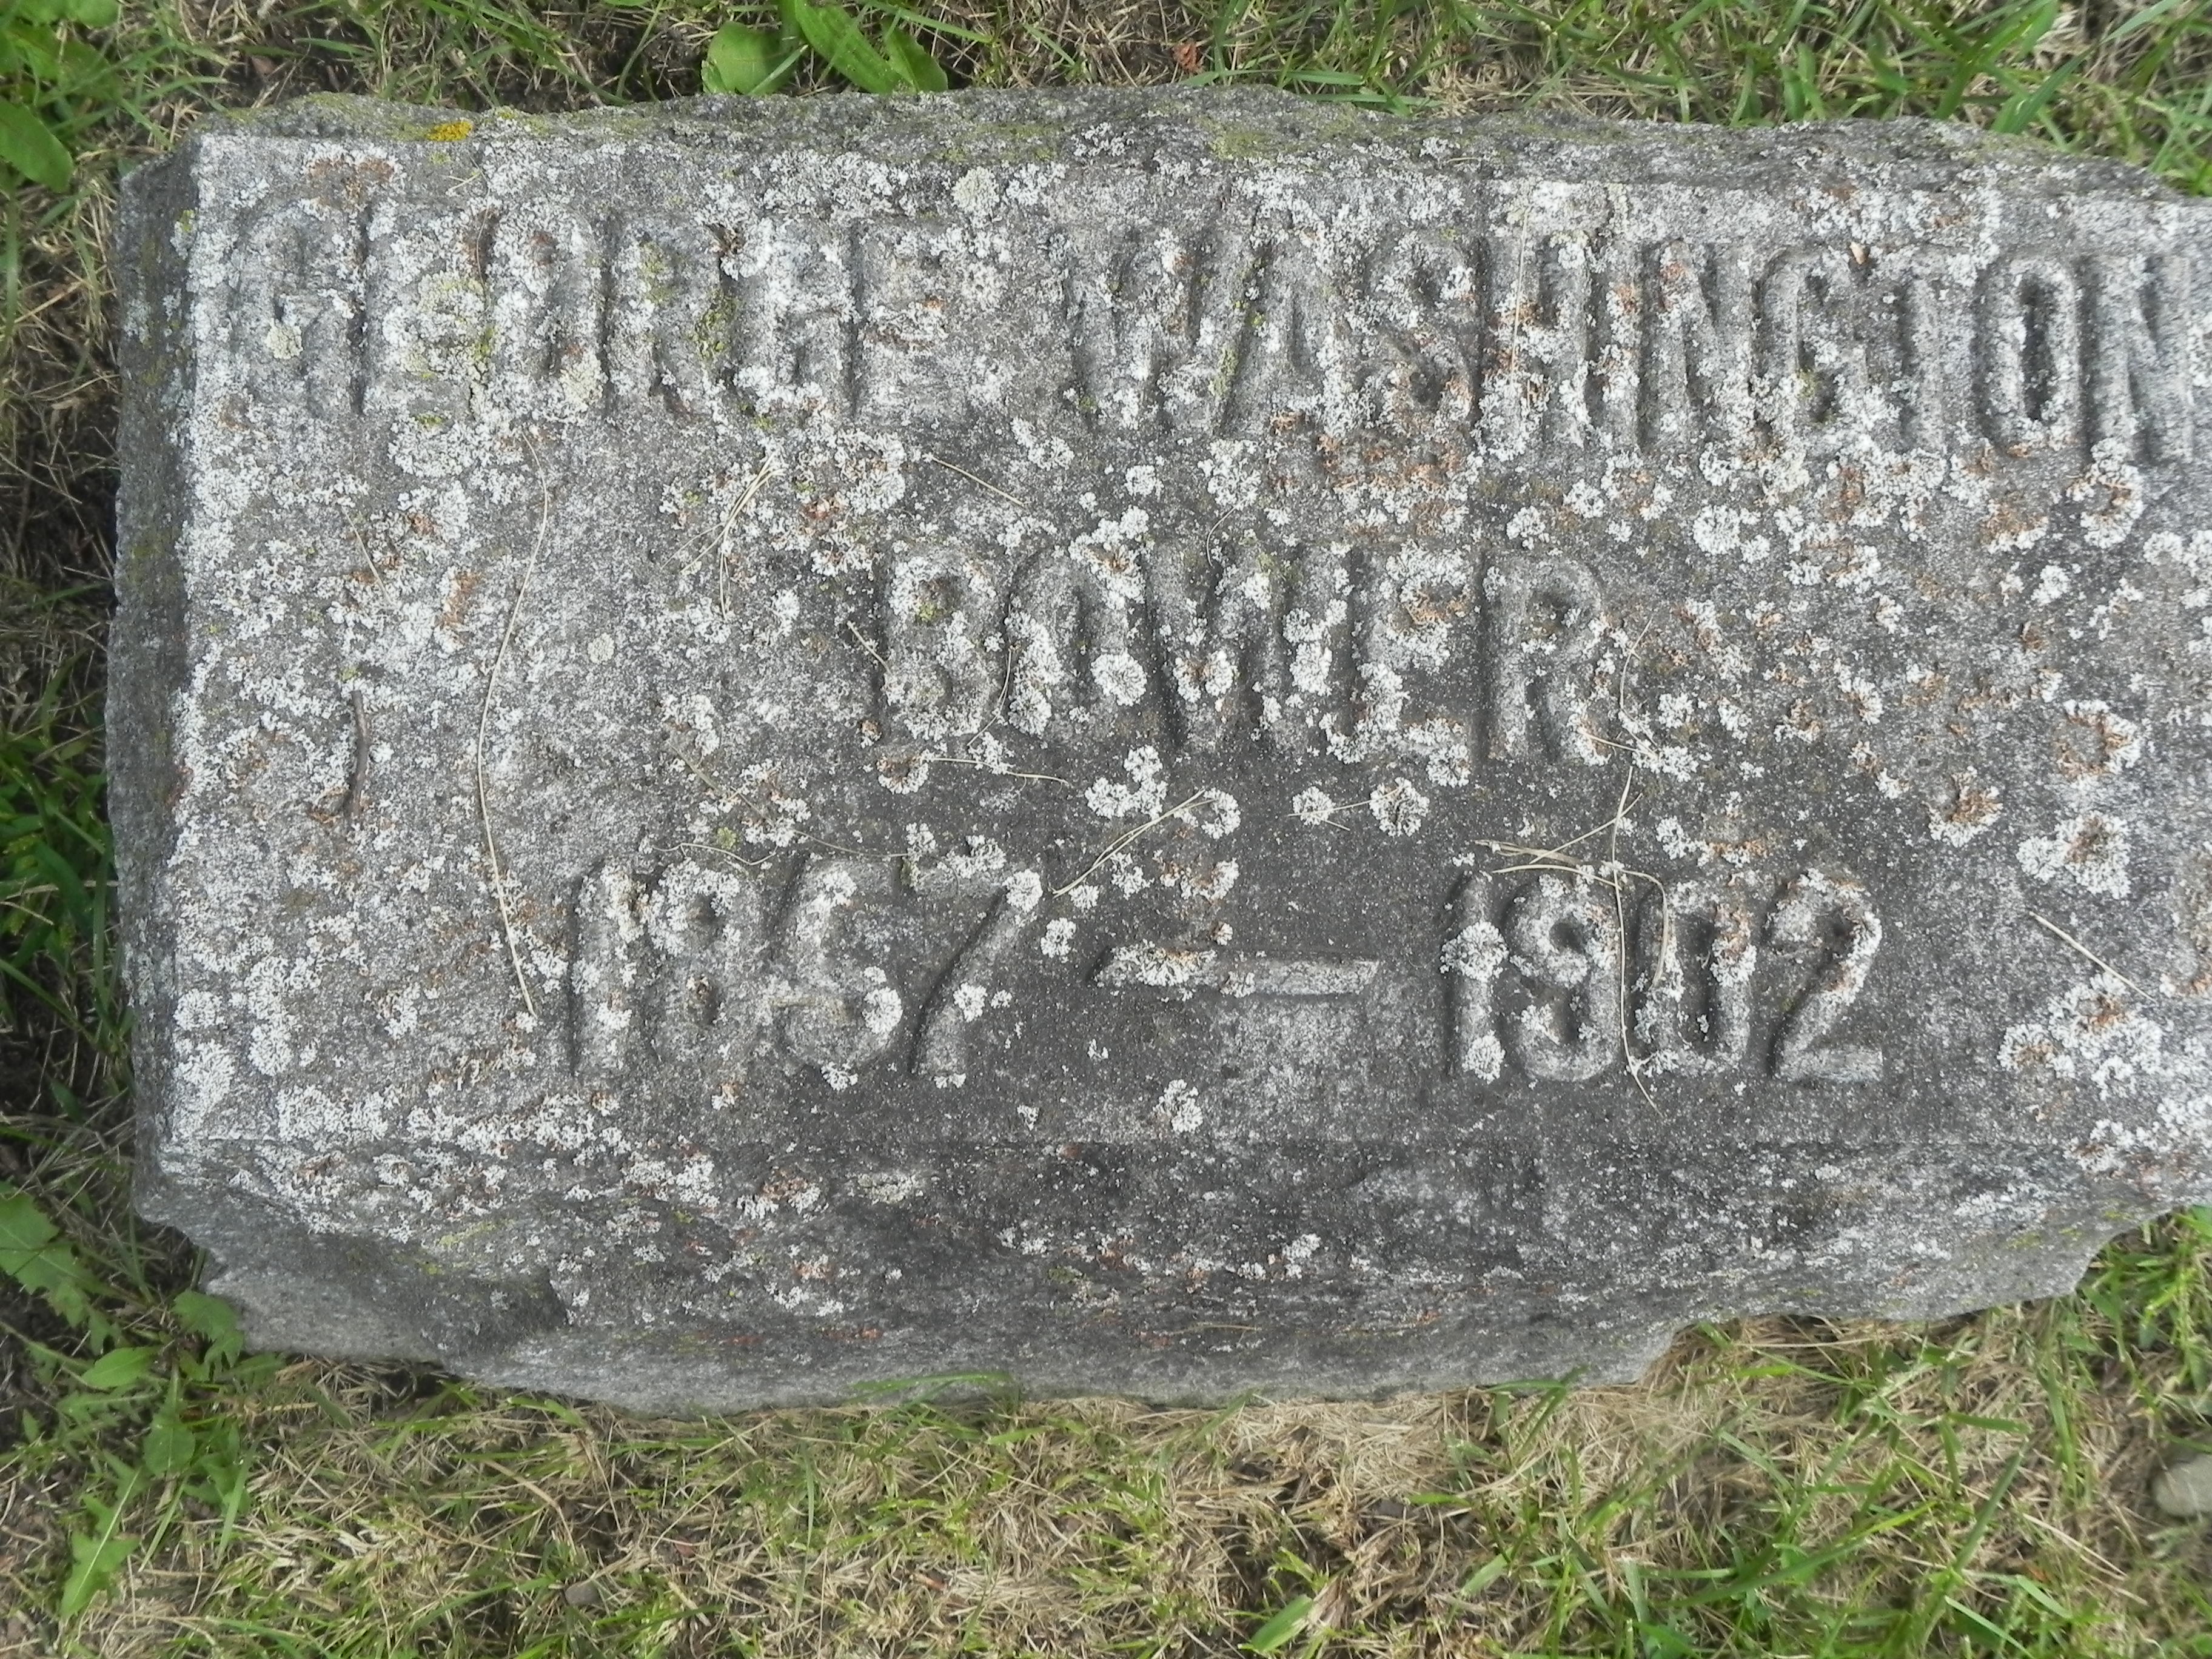 GEORGE WASHINGTON
BOWER
1857 — 1902